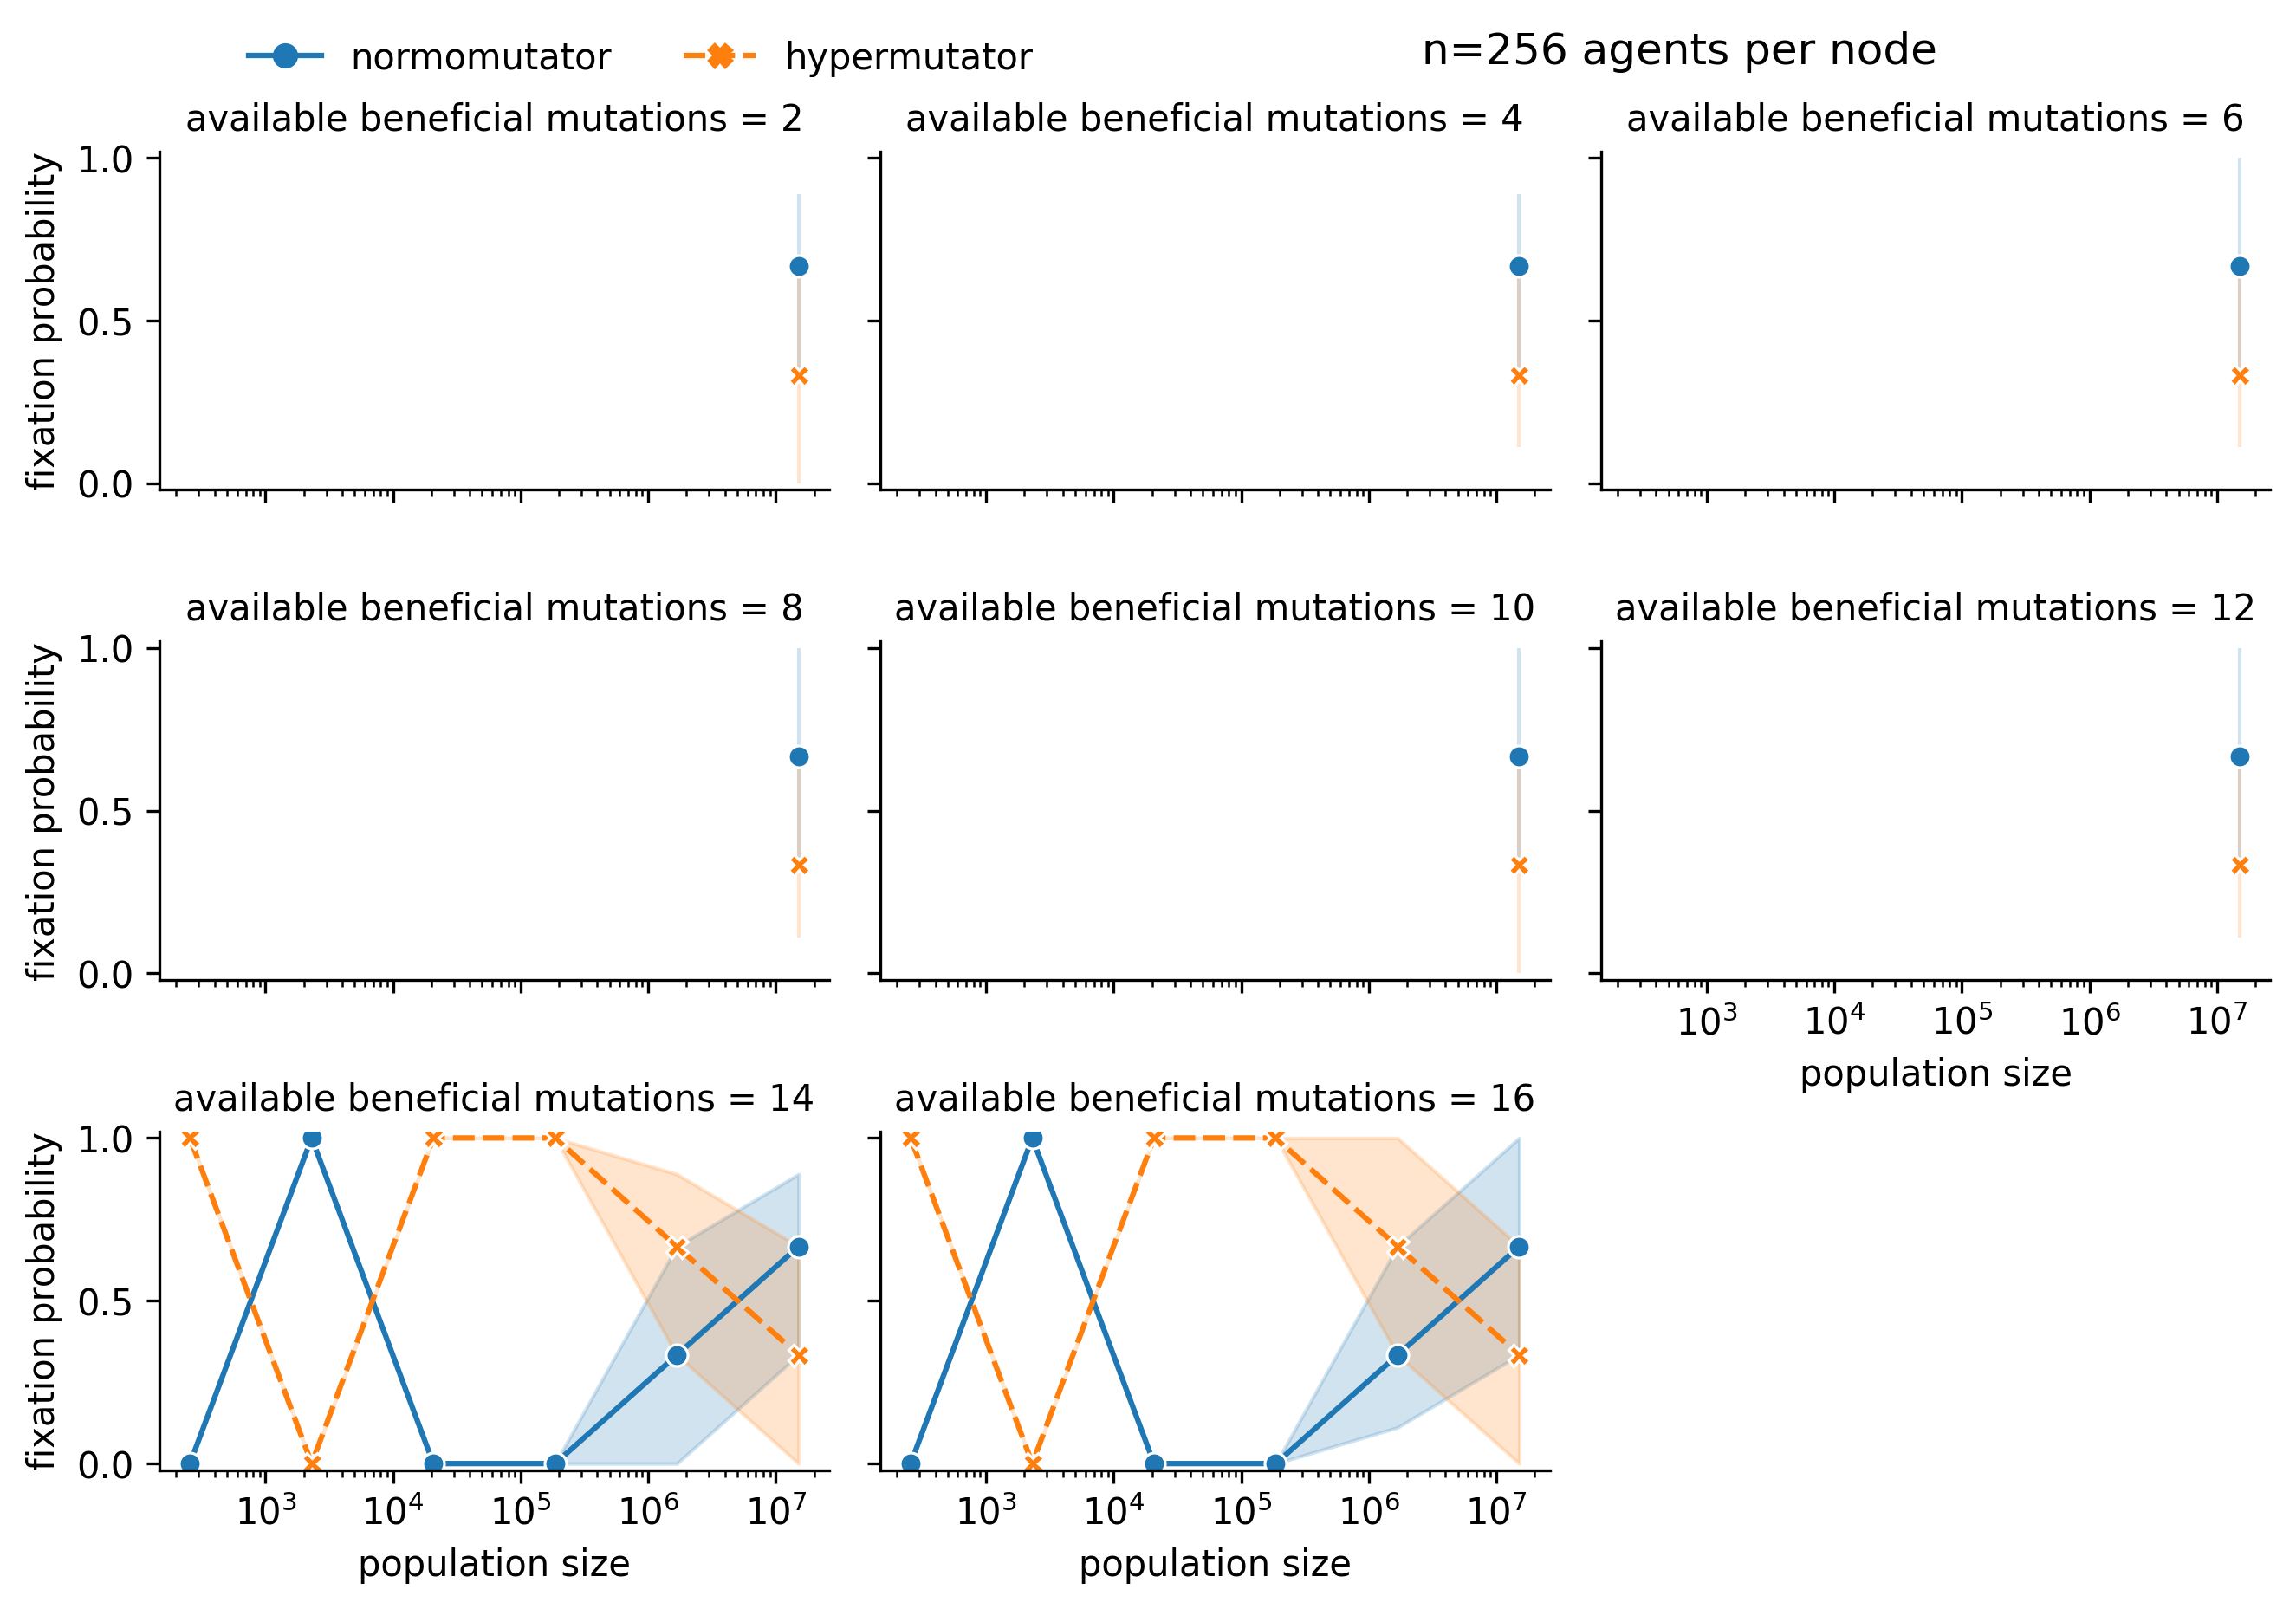 normomutator hypermutator n=256 agents per node
available beneficial mutations = 2 available beneficial mutations = 4 available beneficial mutations = 6
fixation probability
1.0
0.5
0.0
available beneficial mutations = 8 available beneficial mutations = 10 available beneficial mutations = 12
fixation probability
1.0
0.5
0.0
10³ 10⁴ 10⁵ 10⁶ 10⁷
population size
available beneficial mutations = 14 available beneficial mutations = 16
fixation probability
1.0
0.5
0.0
10³ 10⁴ 10⁵ 10⁶ 10⁷ 10³ 10⁴ 10⁵ 10⁶ 10⁷
population size population size